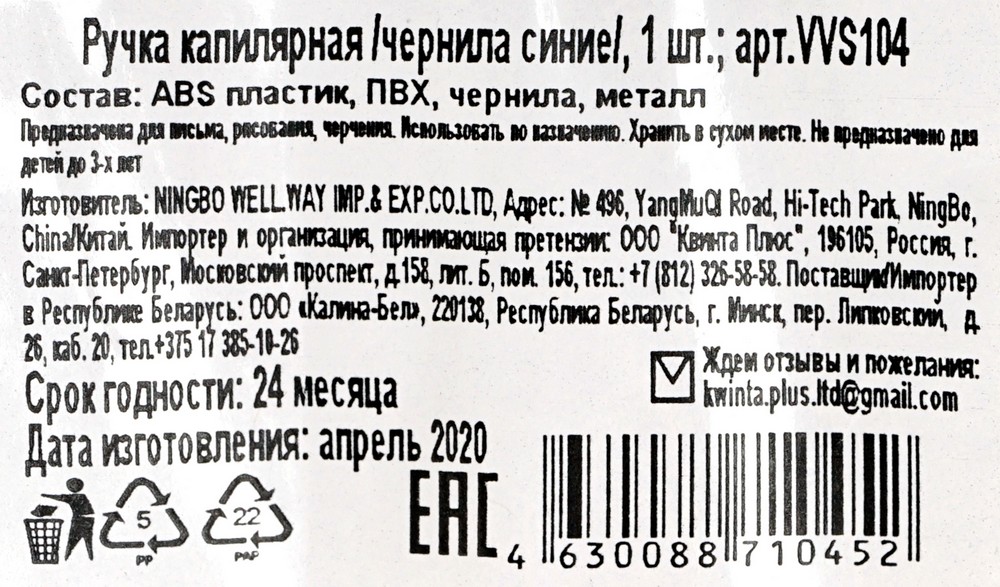 Ручка капилярная /чернила синие/, 1 шт.; арт.VVS104
Состав: ABS пластик, ПВХ, чернила, металл
Предназначена для письма, рисования, черчения. Использовать по назначению. Хранить в сухом месте. Не предназначено для
детей до 3-х лет
Изготовитель: NINGBO WELL.WAY IMP.& EXP.CO.LTD, Адрес: № 496, YangMuQI Road, Hi-Tech Park, NingBo,
China/Китай. Импортер и организация, принимающая претензии: ООО "Квинта Плюс", 196105, Россия, г.
Санкт-Петербург, Московский проспект, д.158, лит. Б, пом. 156, тел.: +7 (812) 326-58-58. Поставщик/Импортер
в Республике Беларусь: ООО «Калина-Бел», 220138, Республика Беларусь, г. Минск, пер. Липковский, д.
26, каб. 20, тел.+375 17 385-10-26
Ждем отзывы и пожелания:
kwinta.plus.ltd@gmail.com
Срок годности: 24 месяца
Дата изготовления: апрель 2020
5
PP
22
PAP
EAC
4 630088 710452